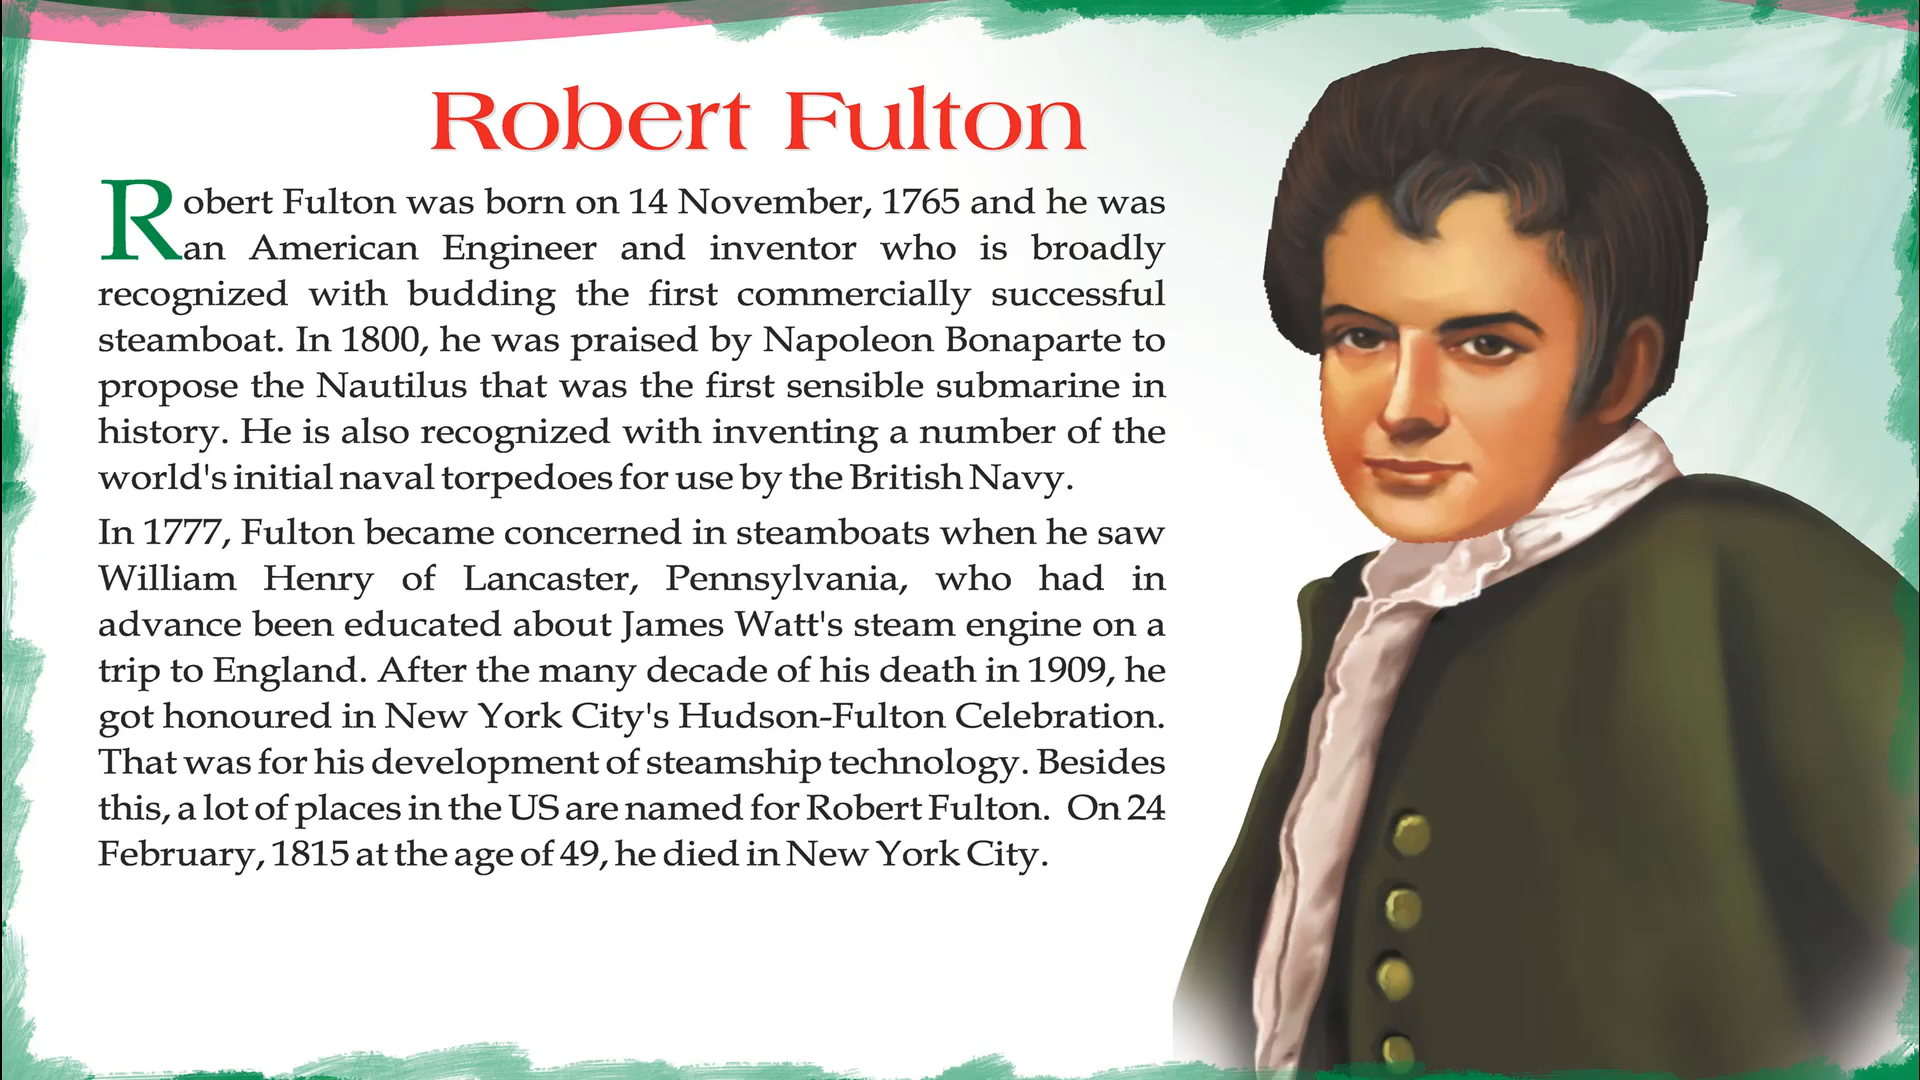 Robert Fulton
Robert Fulton was born on 14 November, 1765 and he was
an American Engineer and inventor who is broadly
recognized with budding the first commercially successful
steamboat. In 1800, he was praised by Napoleon Bonaparte to
propose the Nautilus that was the first sensible submarine in
history. He is also recognized with inventing a number of the
world's initial naval torpedoes for use by the British Navy.
In 1777, Fulton became concerned in steamboats when he saw
William Henry of Lancaster, Pennsylvania, who had in
advance been educated about James Watt's steam engine on a
trip to England. After the many decade of his death in 1909, he
got honoured in New York City's Hudson-Fulton Celebration.
That was for his development of steamship technology. Besides
this, a lot of places in the US are named for Robert Fulton. On 24
February, 1815 at the age of 49, he died in New York City.